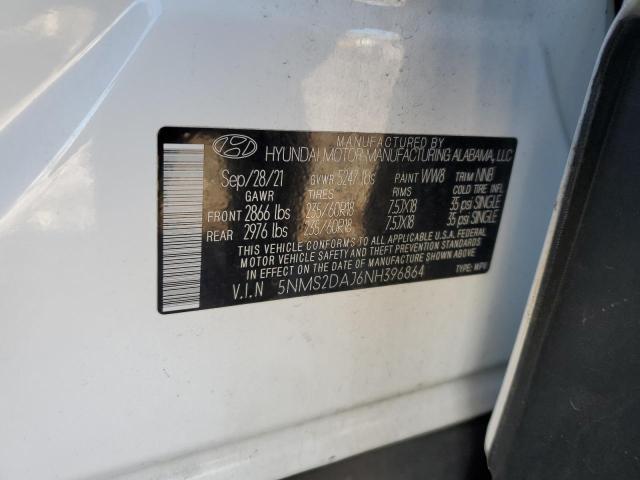 MANUFACTURED BY
HYUNDAI MOTOR MANUFACTURING ALABAMA, LLC
Sep/28/21 GVWR 5247 lbs PAINT WW8 TRIM NNB
GAWR TIRES RIMS COLD TIRE INFL
FRONT 2866 lbs 235/60R18 7.5JX18 35 psi SINGLE
REAR 2976 lbs 235/60R18 7.5JX18 35 psi SINGLE
THIS VEHICLE CONFORMS TO ALL APPLICABLE U.S.A. FEDERAL
MOTOR VEHICLE SAFETY, BUMPER, AND THEFT PREVENTION STANDARDS
IN EFFECT ON THE DATE OF MANUFACTURE SHOWN ABOVE.
V.I.N 5NMS2DAJ6NH396864 TYPE: MPV